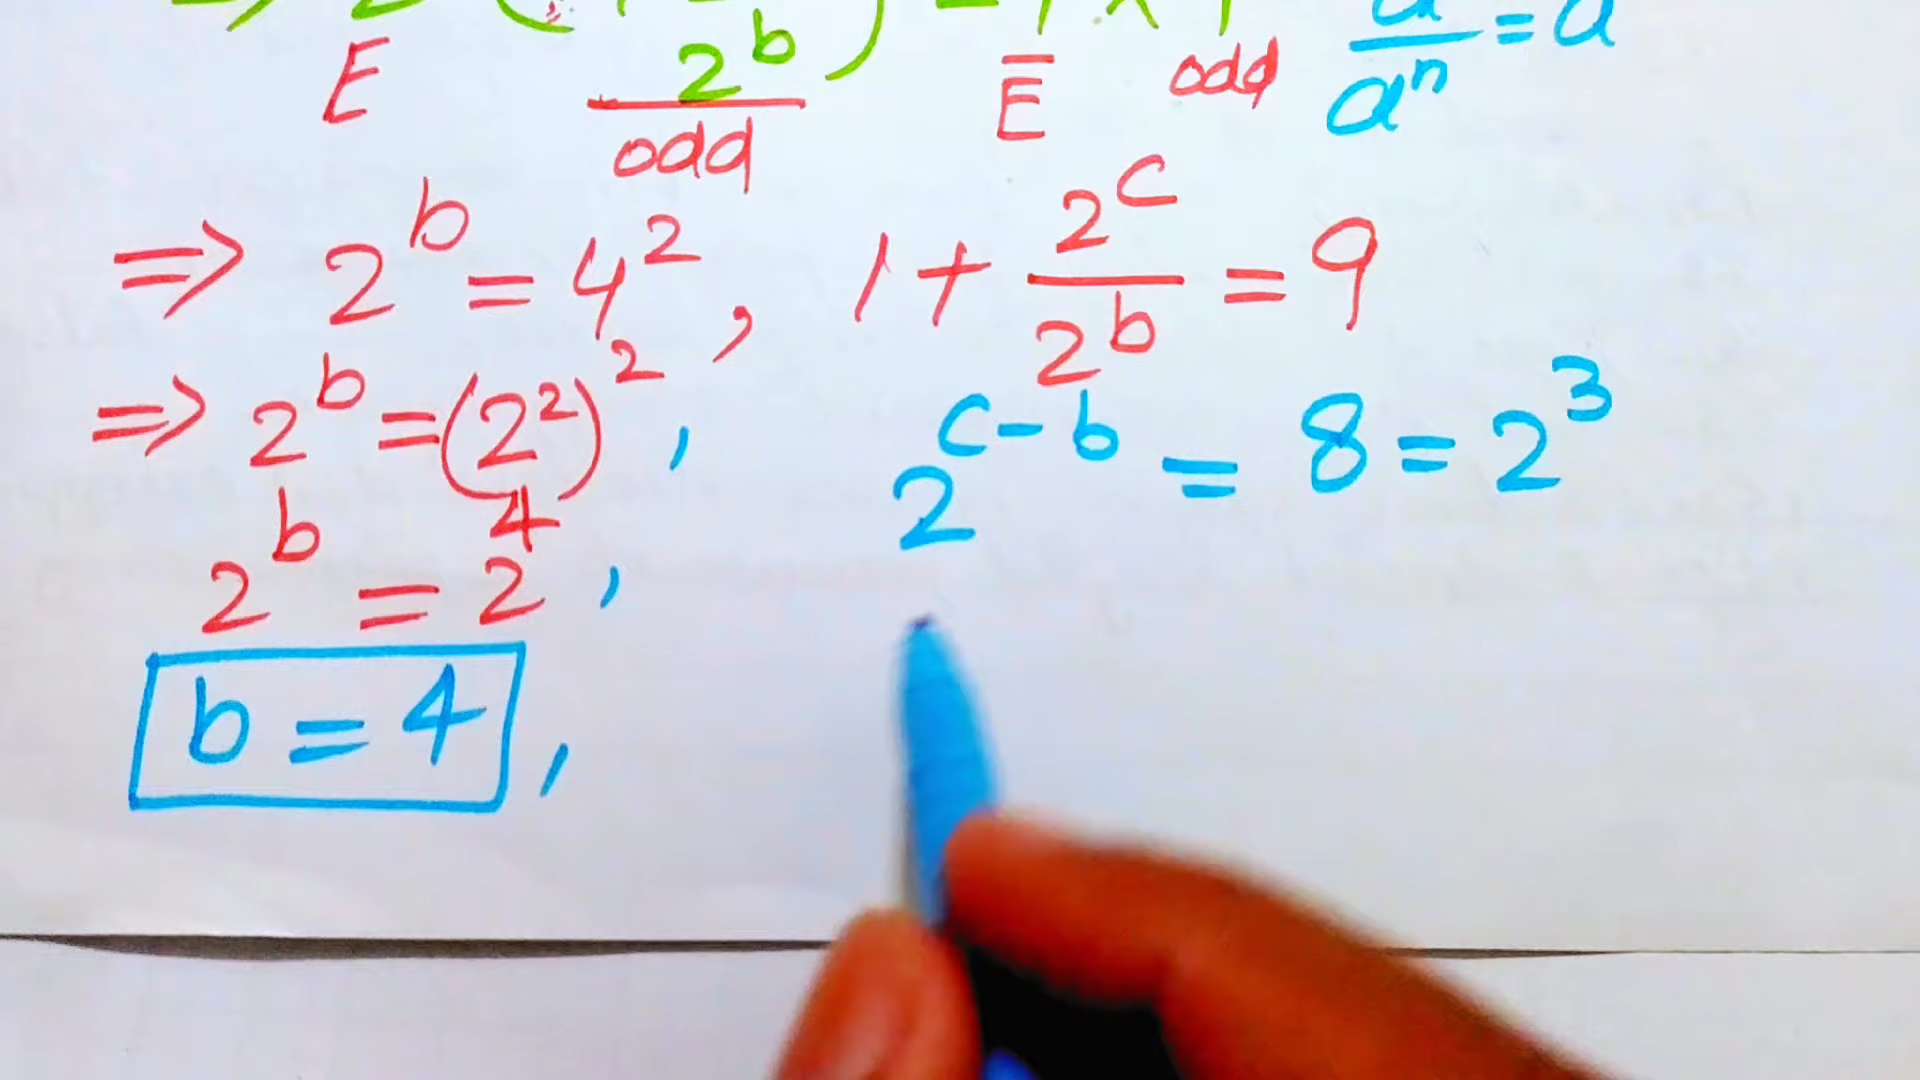 2^b
E odd E odd a^n = a
⇒ 2^b = 4^2 , 1 + 2^c/2^b = 9
⇒ 2^b = (2^2)^2 , 2^(c-b) = 8 = 2^3
2^b = 2^4 ,
b = 4 ,